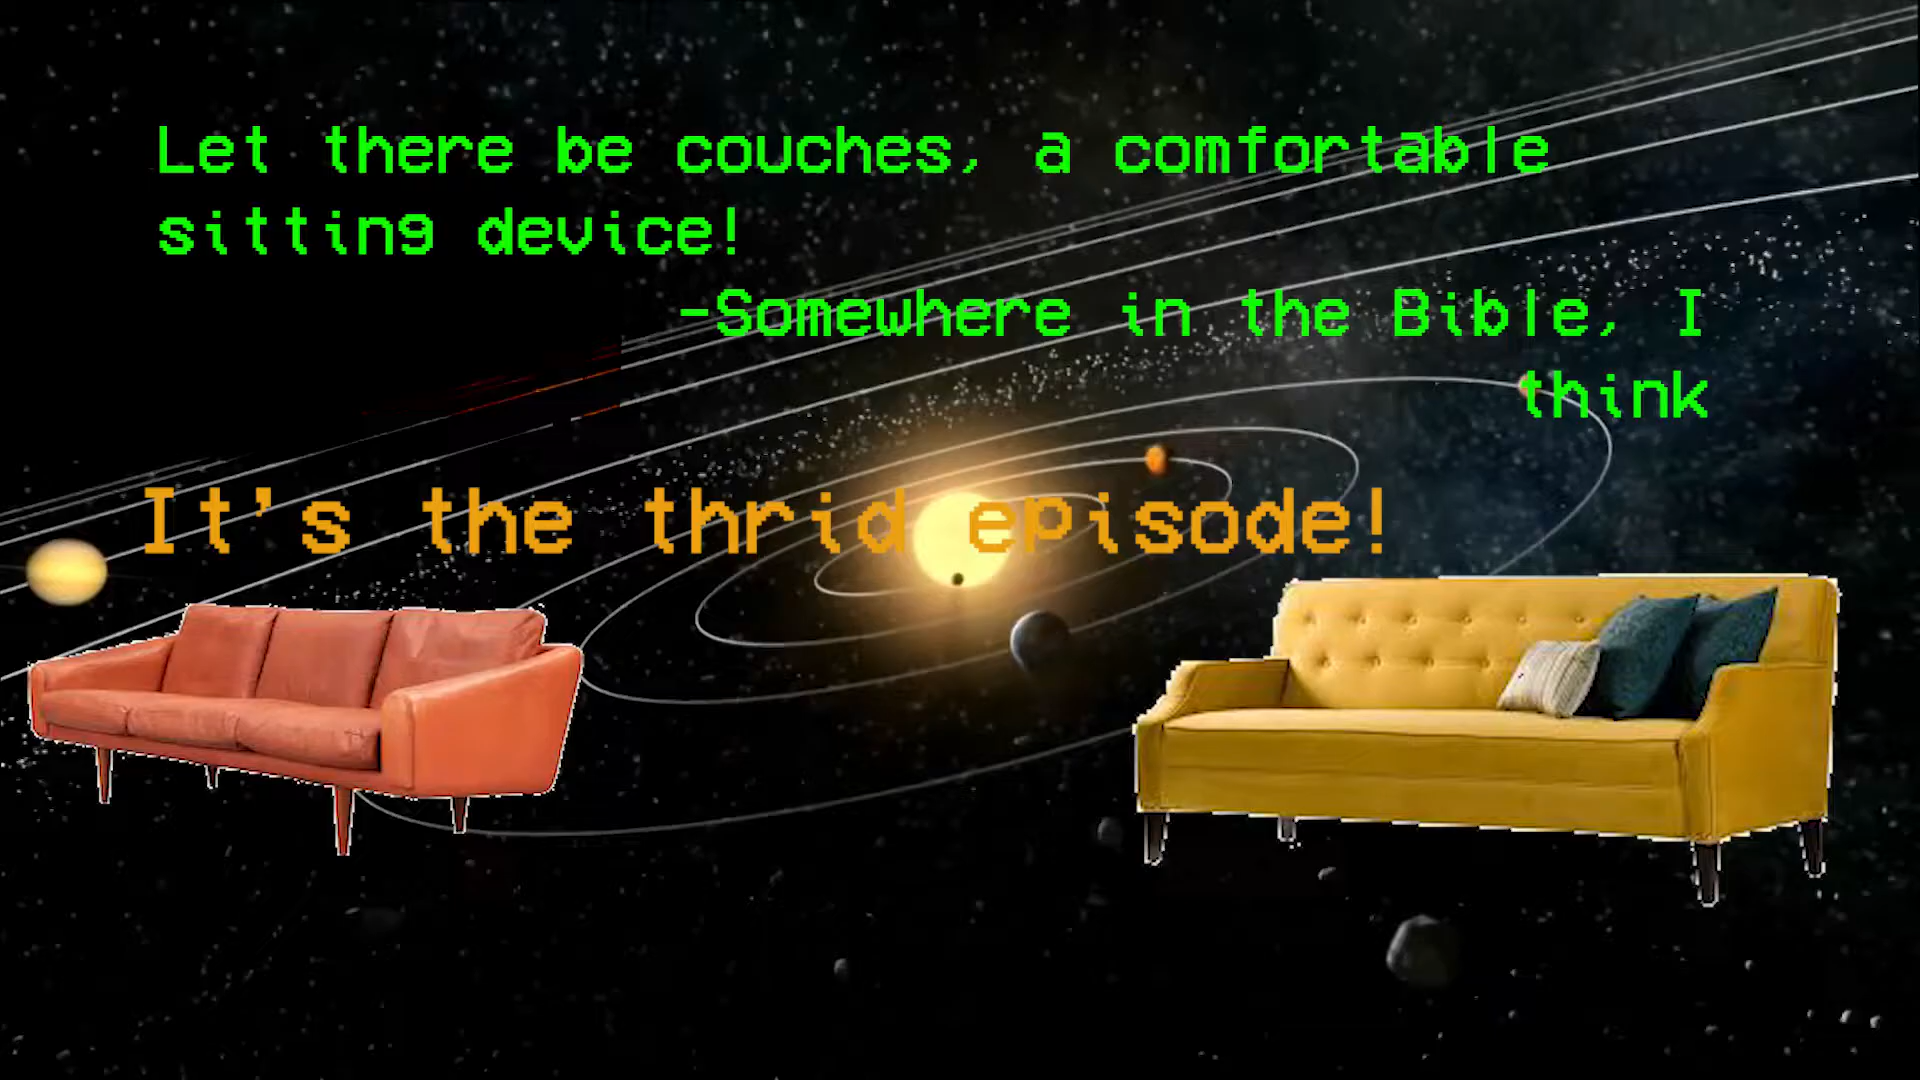 Let there be couches, a comfortable
sitting device!
-Somewhere in the Bible, I
think
It's the thrid episode!